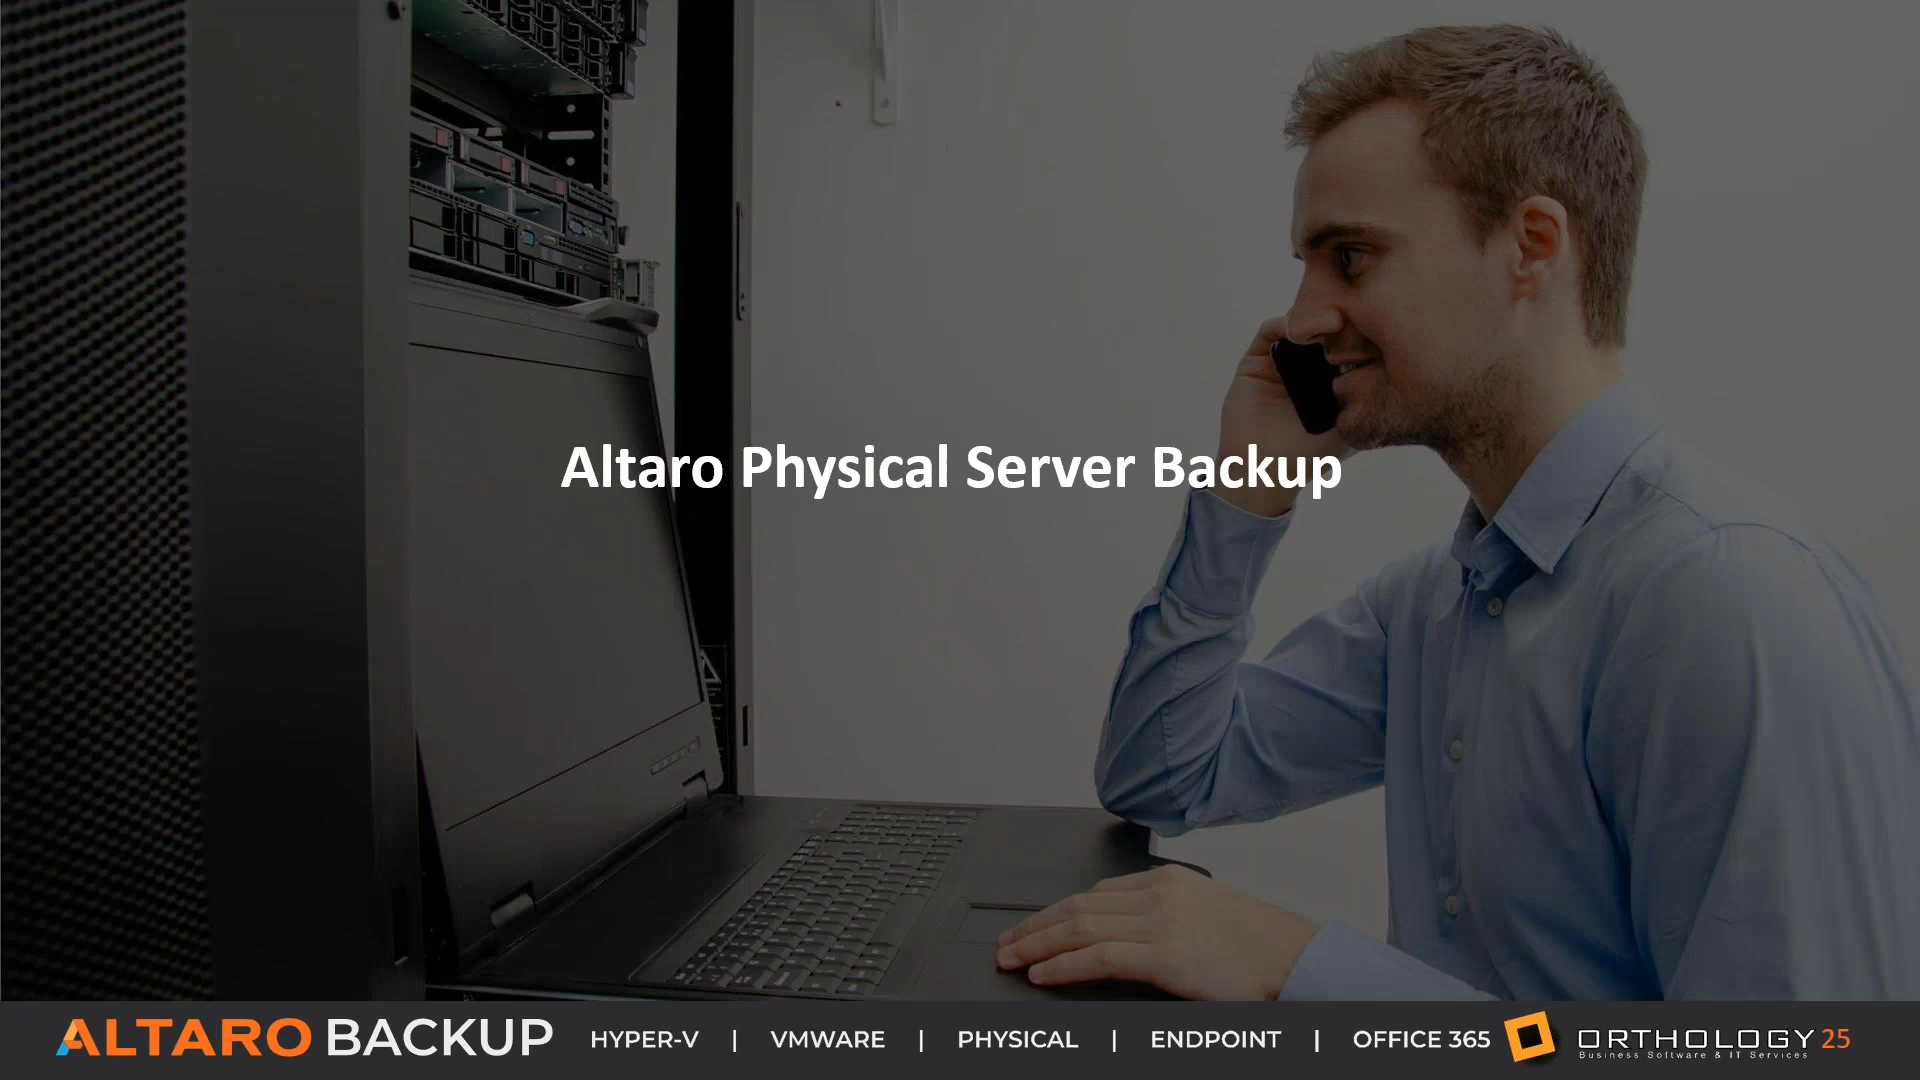 Altaro Physical Server Backup
ALTARO BACKUP HYPER-V | VMWARE | PHYSICAL | ENDPOINT | OFFICE 365 ORTHOLOGY 25
Business Software & IT Services